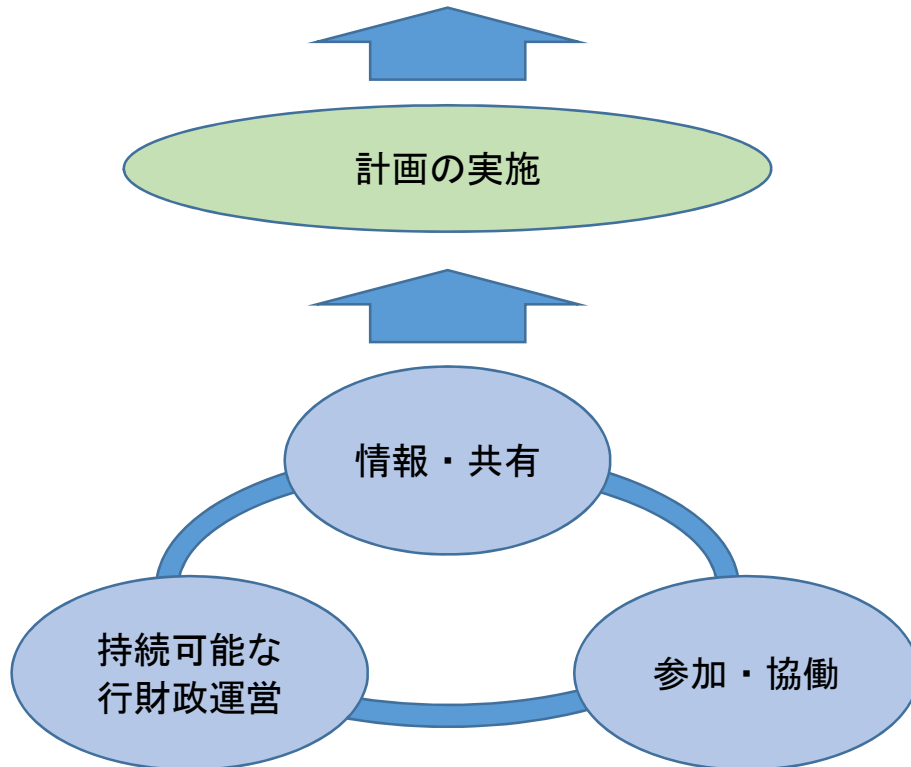 計画の実施
情報・共有
持続可能な
行財政運営
参加・協働